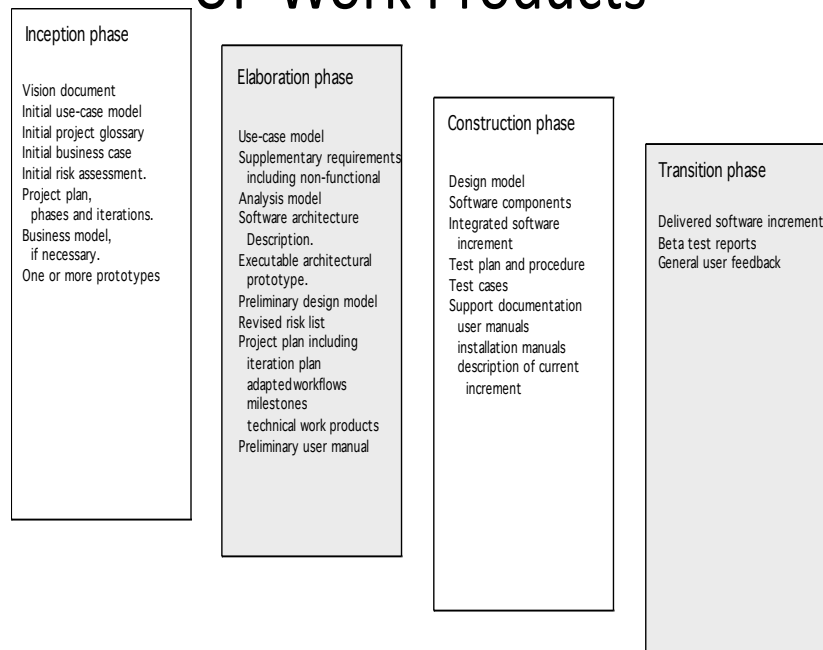 UP Work Products
Inception phase
Vision document
Initial use-case model
Initial project glossary
Initial business case
Initial risk assessment.
Project plan,
phases and iterations.
Business model,
if necessary.
One or more prototypes
Elaboration phase
Use-case model
Supplementary requirements
including non-functional
Analysis model
Software architecture
Description.
Executable architectural
prototype.
Preliminary design model
Revised risk list
Project plan including
iteration plan
adapted workflows
milestones
technical work products
Preliminary user manual
Construction phase
Design model
Software components
Integrated software
increment
Test plan and procedure
Test cases
Support documentation
user manuals
installation manuals
description of current
increment
Transition phase
Delivered software increment
Beta test reports
General user feedback